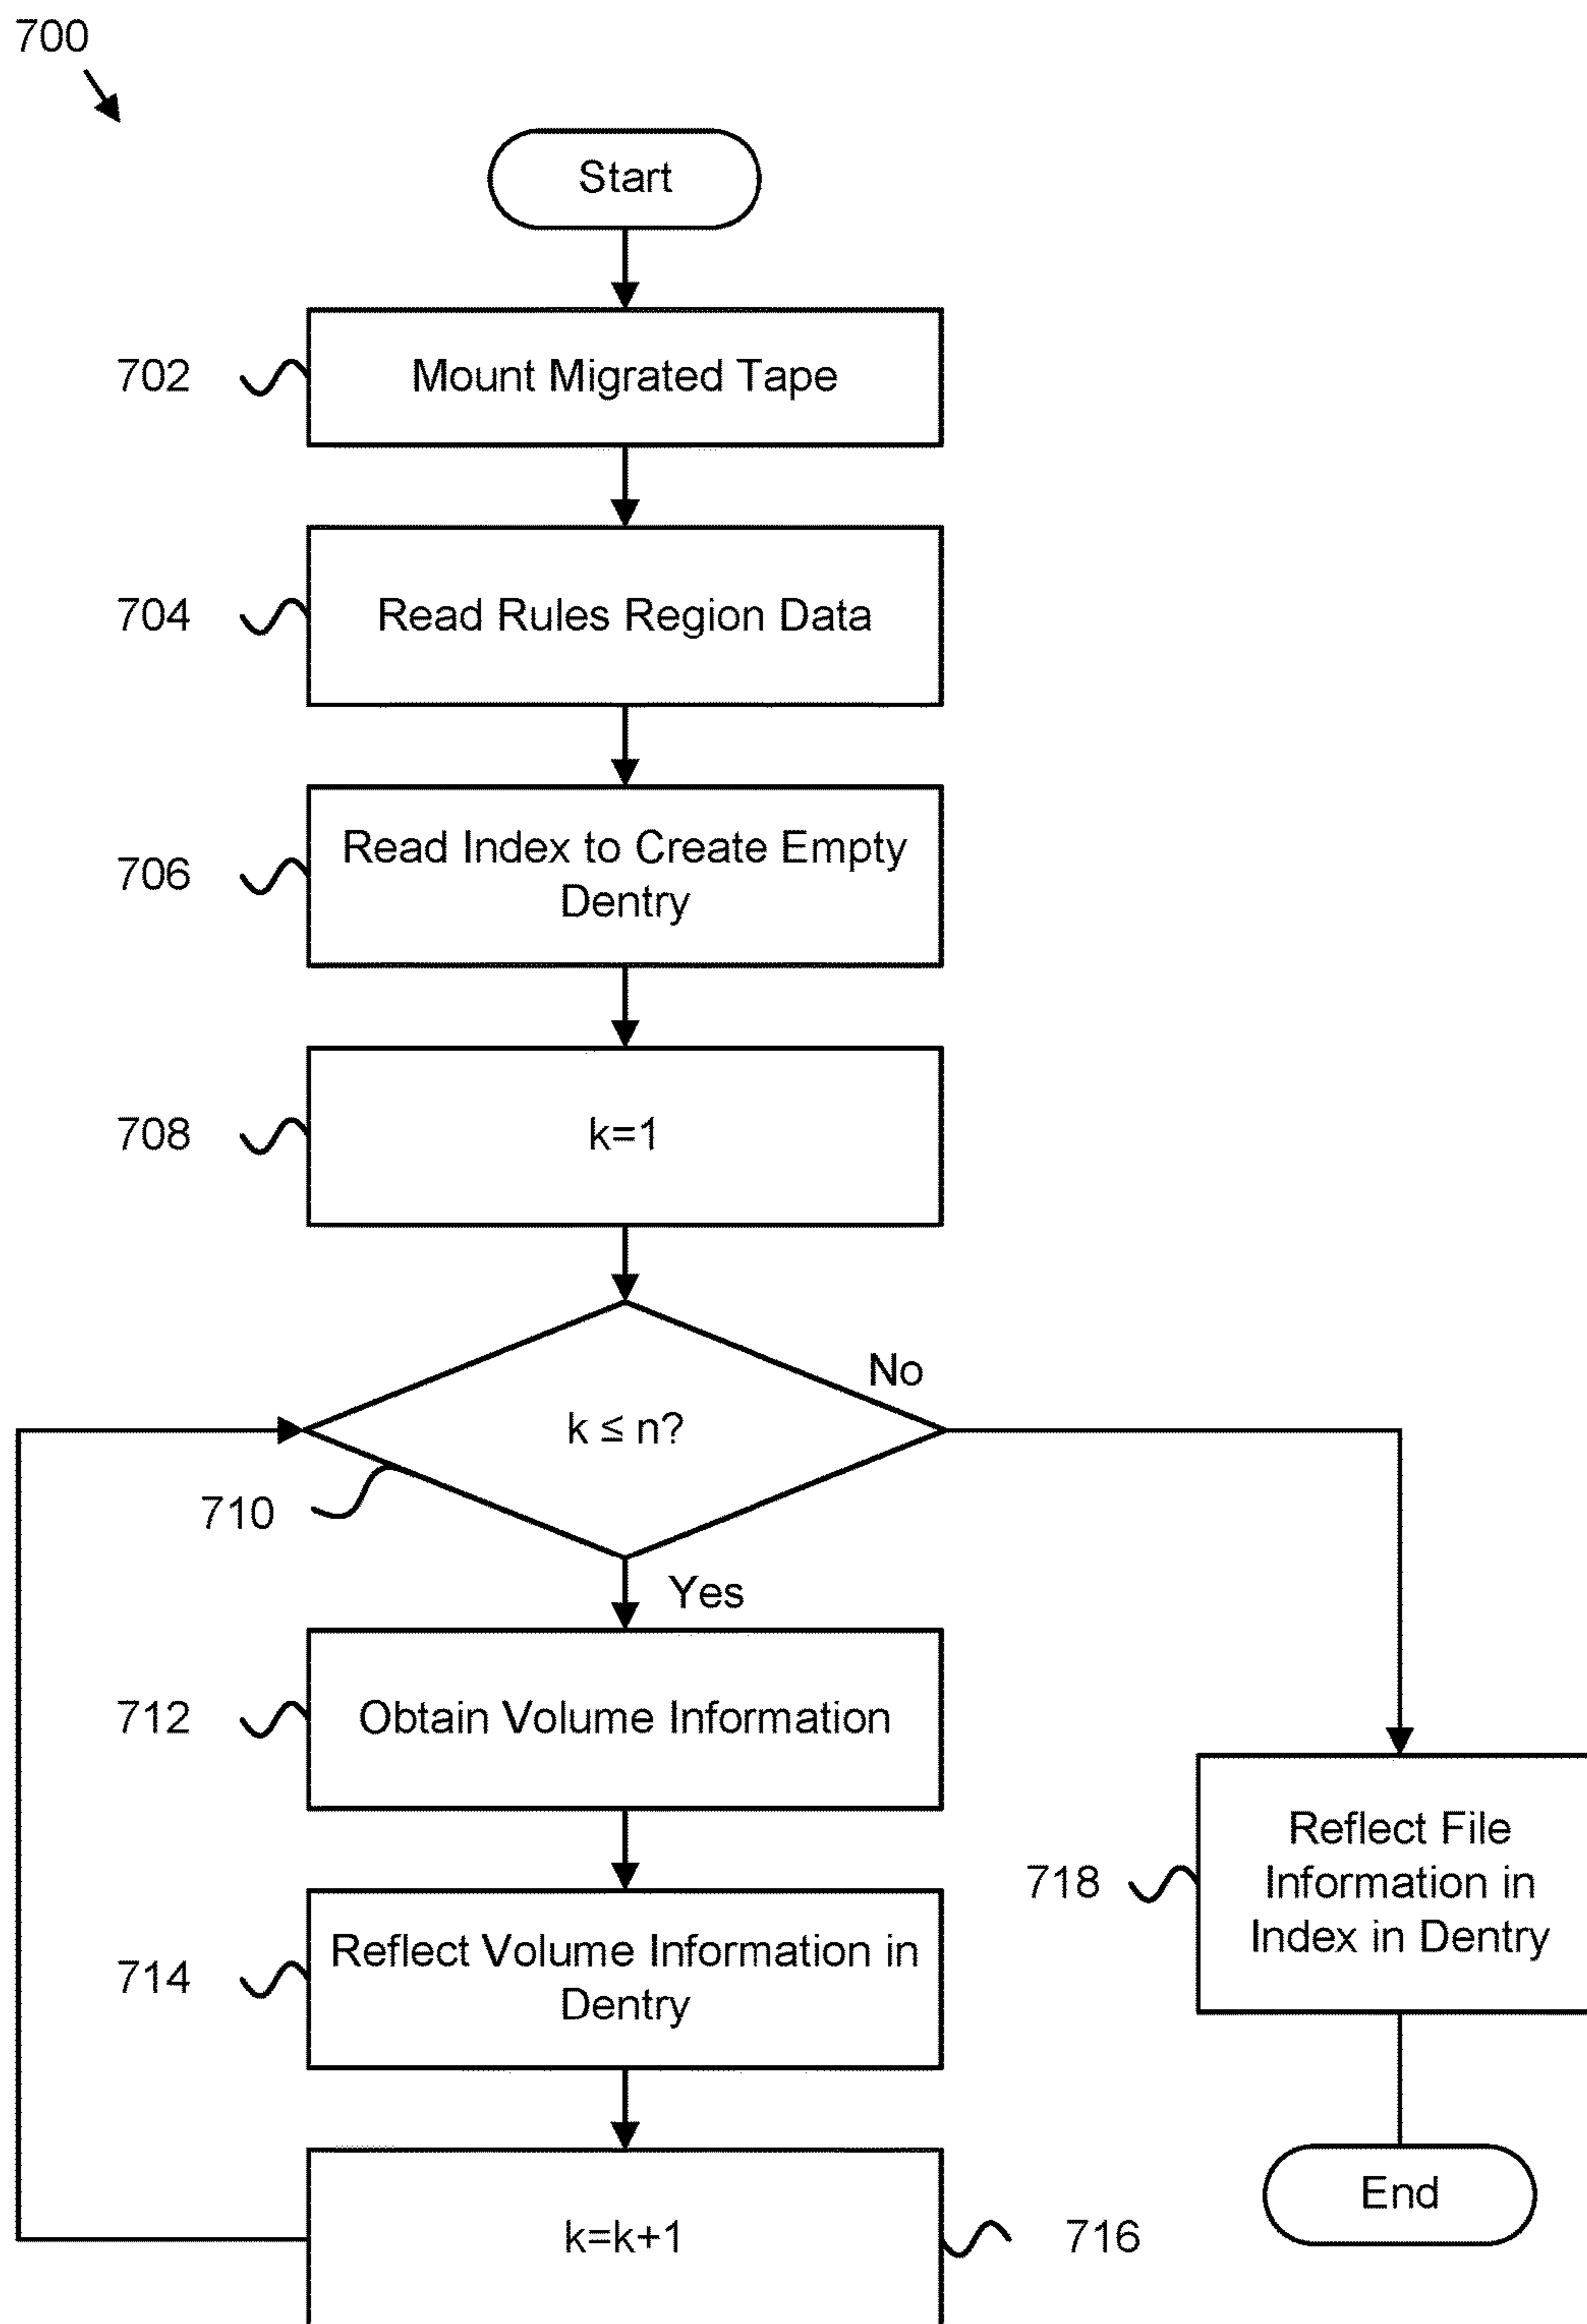 700
Start
702
Mount Migrated Tape
704
Read Rules Region Data
706
Read Index to Create Empty
Dentry
708
k=1
k ≤ n?
No
710
Yes
712
Obtain Volume Information
714
Reflect Volume Information in
Dentry
716
k=k+1
718
Reflect File
Information in
Index in Dentry
End